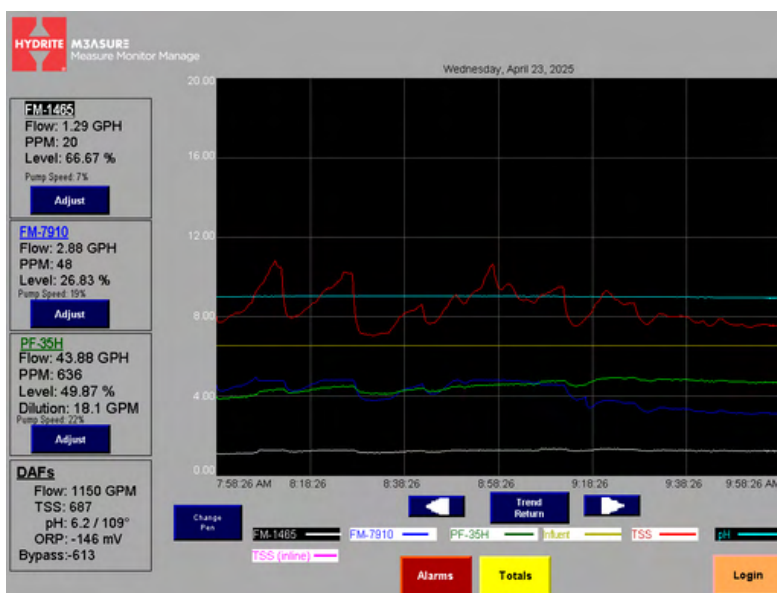 HYDRITE
MEASURE
Measure Monitor Manage
Wednesday, April 23, 2025
20.00
16.00
12.00
8.00
4.00
0.00
7:58:26 AM 8:18:26 8:38:26 8:58:26 9:18:26 9:38:26 9:58:26 AM
FM-1465
Flow: 1.29 GPH
PPM: 20
Level: 66.67 %
Pump Speed: 7%
Adjust
FM-7910
Flow: 2.88 GPH
PPM: 48
Level: 26.83 %
Pump Speed: 19%
Adjust
PF-35H
Flow: 43.88 GPH
PPM: 636
Level: 49.87 %
Dilution: 18.1 GPM
Pump Speed: 22%
Adjust
DAFs
Flow: 1150 GPM
TSS: 687
pH: 6.2 / 109°
ORP: -146 mV
Bypass:-613
Change
Pen
Trend
Return
FM-1465 FM-7910 PF-35H Influent TSS pH
TSS (inline)
Alarms
Totals
Login